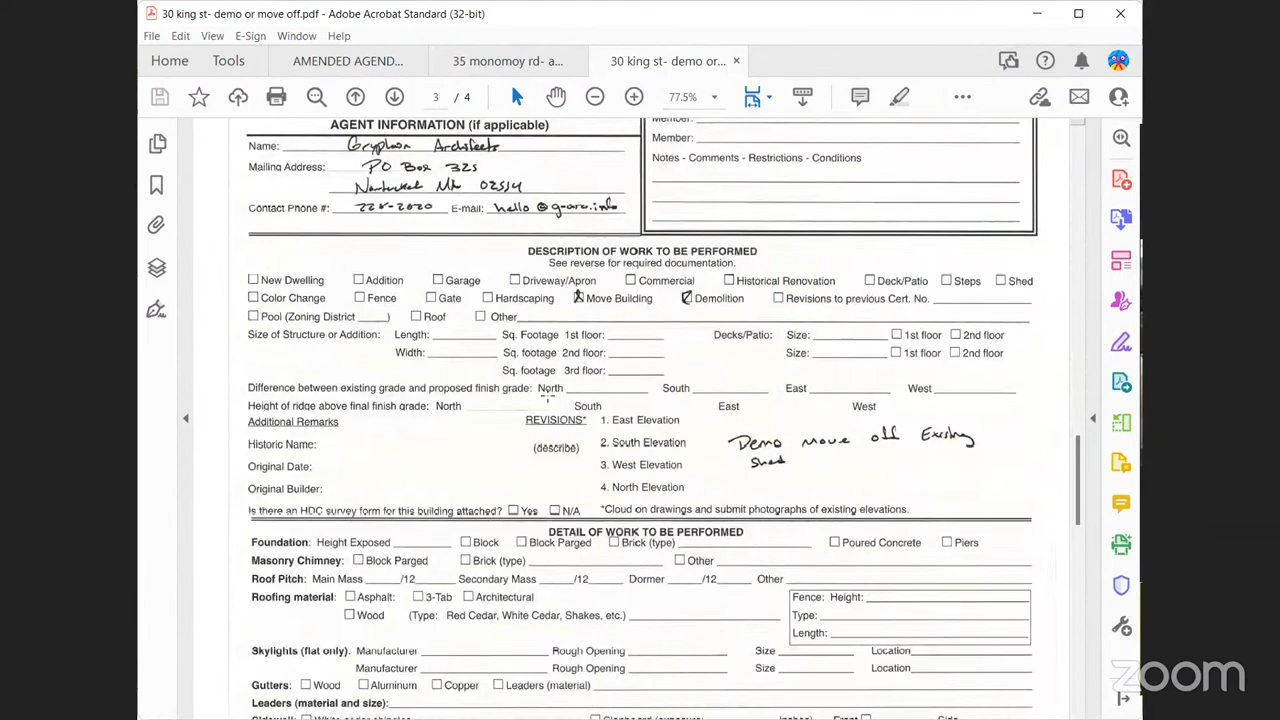 30 king st- demo or move off.pdf - Adobe Acrobat Standard (32-bit)
File Edit View E-Sign Window Help
Home Tools AMENDED AGEND... 35 monomoy rd- a... 30 king st- demo or... ×
3 / 4 77.5%
AGENT INFORMATION (if applicable)
Name: Gryphon Architects
Mailing Address: PO Box 325
Nantucket MA 02554
Contact Phone #: 228-2020 E-mail: hello@g-arc.info
Member:
Member:
Notes - Comments - Restrictions - Conditions
DESCRIPTION OF WORK TO BE PERFORMED
See reverse for required documentation.
New Dwelling Addition Garage Driveway/Apron Commercial Historical Renovation Deck/Patio Steps Shed
Color Change Fence Gate Hardscaping Move Building Demolition Revisions to previous Cert. No.
Pool (Zoning District ) Roof Other
Size of Structure or Addition: Length: Sq. Footage 1st floor: Decks/Patio: Size: 1st floor 2nd floor
Width: Sq. footage 2nd floor: Size: 1st floor 2nd floor
Sq. footage 3rd floor:
Difference between existing grade and proposed finish grade: North South East West
Height of ridge above final finish grade: North South East West
Additional Remarks REVISIONS* 1. East Elevation
Historic Name: (describe) 2. South Elevation Demo move off Existing
Original Date: 3. West Elevation shed
Original Builder: 4. North Elevation
Is there an HDC survey form for this building attached? Yes N/A *Cloud on drawings and submit photographs of existing elevations.
DETAIL OF WORK TO BE PERFORMED
Foundation: Height Exposed Block Block Parged Brick (type) Poured Concrete Piers
Masonry Chimney: Block Parged Brick (type) Other
Roof Pitch: Main Mass /12 Secondary Mass /12 Dormer /12 Other
Roofing material: Asphalt: 3-Tab Architectural
Wood (Type: Red Cedar, White Cedar, Shakes, etc.)
Fence: Height:
Type:
Length:
Skylights (flat only): Manufacturer Rough Opening Size Location
Manufacturer Rough Opening Size Location
Gutters: Wood Aluminum Copper Leaders (material)
Leaders (material and size):
zoom